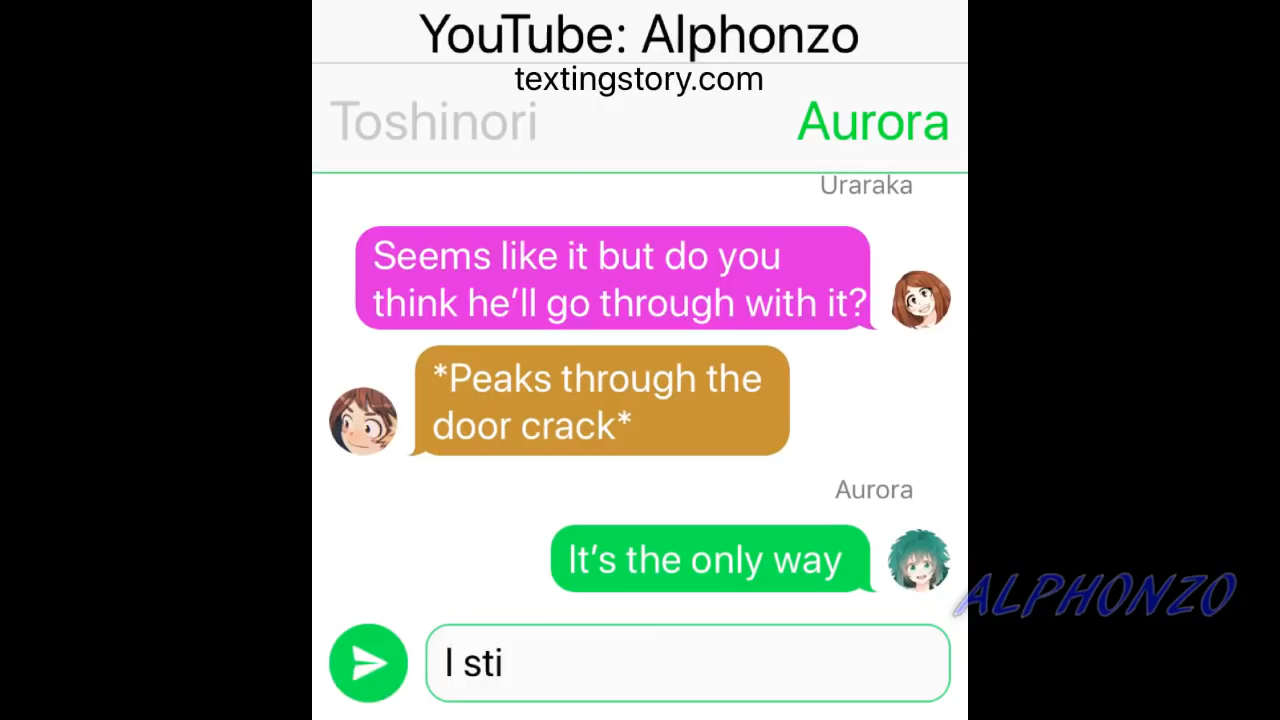 YouTube: Alphonzo
textingstory.com
Toshinori
Aurora
Uraraka
Seems like it but do you
think he’ll go through with it?
*Peaks through the
door crack*
Aurora
It’s the only way
ALPHONZO
I sti